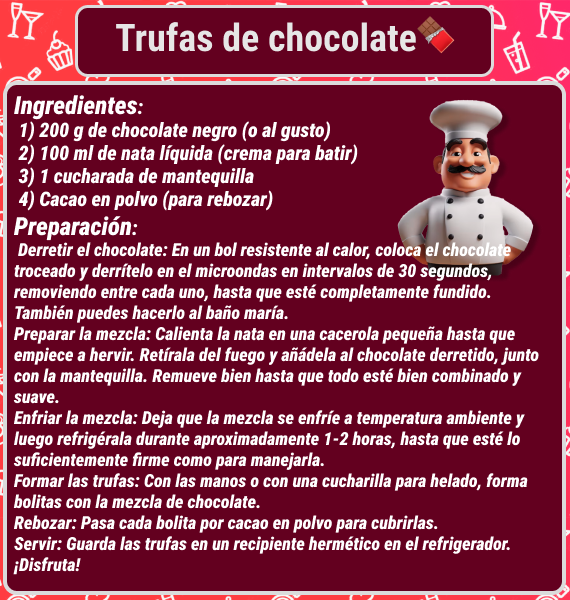 Trufas de chocolate🍫
Ingredientes:
1) 200 g de chocolate negro (o al gusto)
2) 100 ml de nata líquida (crema para batir)
3) 1 cucharada de mantequilla
4) Cacao en polvo (para rebozar)
Preparación:
Derretir el chocolate: En un bol resistente al calor, coloca el chocolate
troceado y derrítelo en el microondas en intervalos de 30 segundos,
removiendo entre cada uno, hasta que esté completamente fundido.
También puedes hacerlo al baño maría.
Preparar la mezcla: Calienta la nata en una cacerola pequeña hasta que
empiece a hervir. Retírala del fuego y añádela al chocolate derretido, junto
con la mantequilla. Remueve bien hasta que todo esté bien combinado y
suave.
Enfriar la mezcla: Deja que la mezcla se enfríe a temperatura ambiente y
luego refrigérala durante aproximadamente 1-2 horas, hasta que esté lo
suficientemente firme como para manejarla.
Formar las trufas: Con las manos o con una cucharilla para helado, forma
bolitas con la mezcla de chocolate.
Rebozar: Pasa cada bolita por cacao en polvo para cubrirlas.
Servir: Guarda las trufas en un recipiente hermético en el refrigerador.
¡Disfruta!